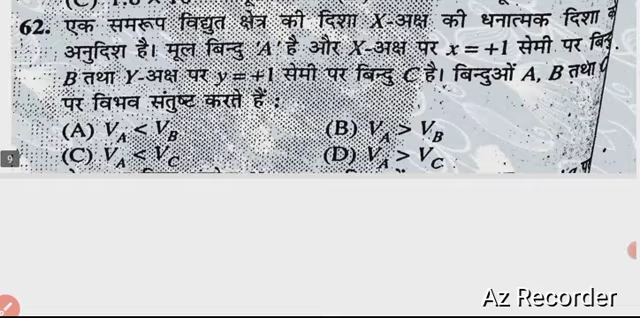 62. एक समरूप विद्युत क्षेत्र की दिशा X-अक्ष की धनात्मक दिशा के
अनुदिश है। मूल बिन्दु 'A' है और X-अक्ष पर x = +1 सेमी पर
B तथा Y-अक्ष पर y = +1 सेमी पर बिन्दु C है। बिन्दुओं A, B तथा
पर विभव संतुष्ट करते हैं :
(A) V_A < V_B (B) V_A > V_B
(C) V_A < V_C (D) V_A > V_C
9
Az Recorder